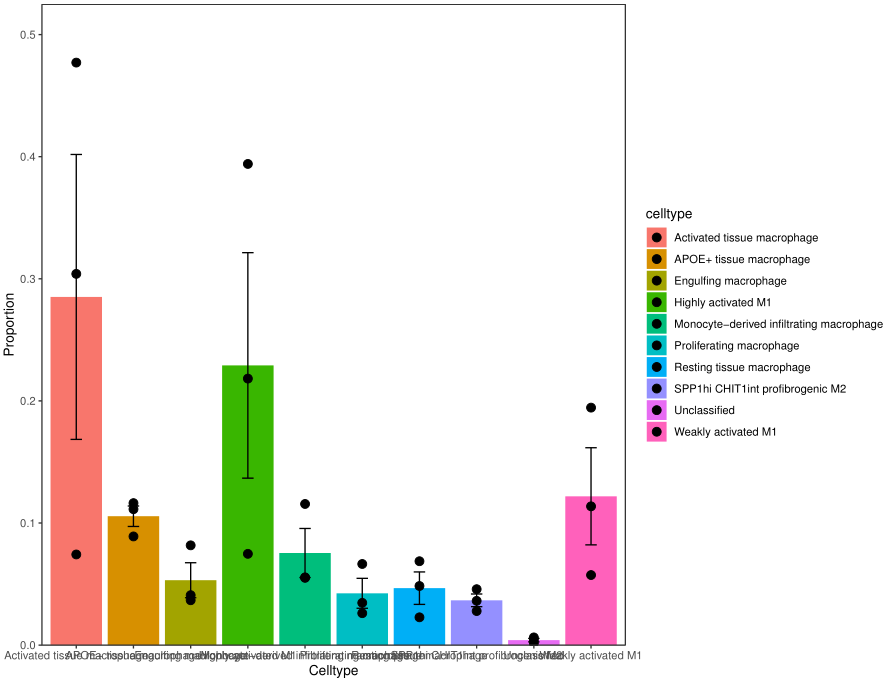 0.5
0.4
0.3
0.2
0.1
0.0
Proportion
Activated tissue
Weakly activated M1
Celltype
celltype
Activated tissue macrophage
APOE+ tissue macrophage
Engulfing macrophage
Highly activated M1
Monocyte−derived infiltrating macrophage
Proliferating macrophage
Resting tissue macrophage
SPP1hi CHIT1int profibrogenic M2
Unclassified
Weakly activated M1